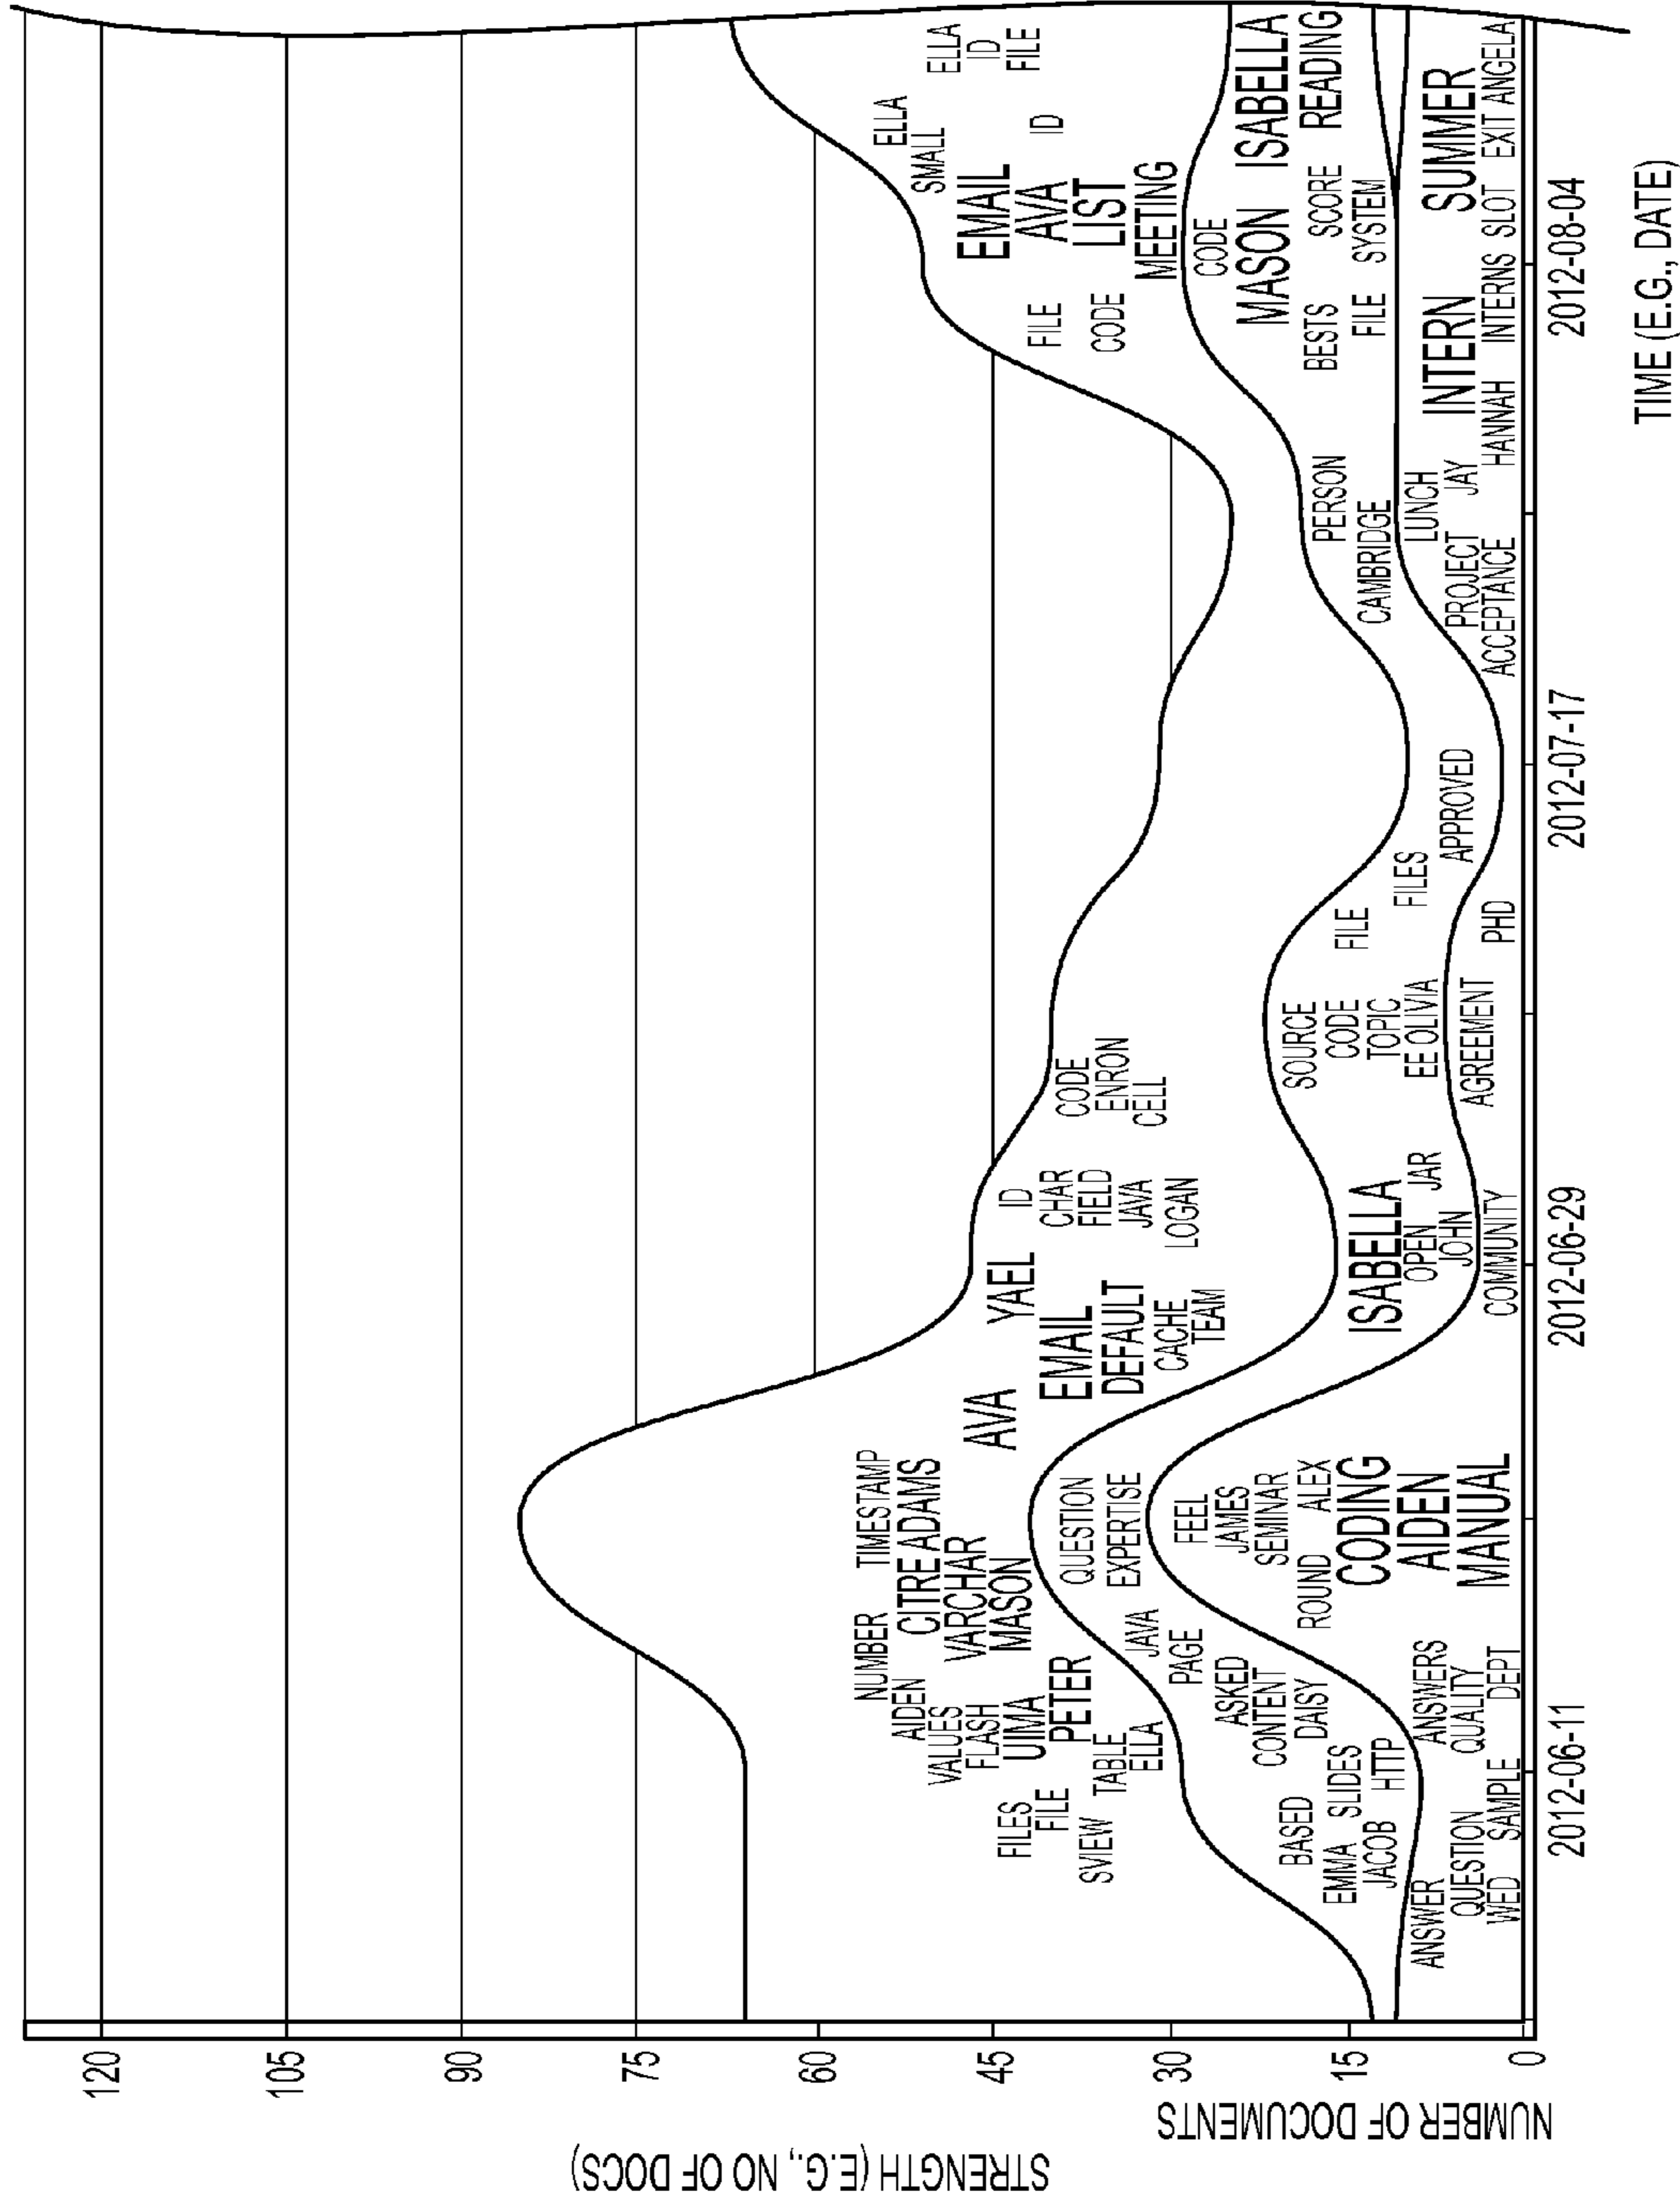 STRENGTH (E.G., NO OF DOCS)
NUMBER OF DOCUMENTS
120
105
90
75
60
45
30
15
0
NUMBER
TIMESTAMP
AIDEN
CITRE ADAMS
VALUES
VARCHAR
FLASH
MASON
FILES
UIMA
FILE
PETER
SVIEW
TABLE
ELLA
AVA
YAEL
EMAIL
DEFAULT
CACHE
TEAM
ID
CHAR
FIELD
JAVA
LOGAN
CODE
ENRON
CELL
FILE
CODE
ELLA
SMALL
EMAIL
AVA
LIST
MEETING
ID
ELLA
ID
FILE
QUESTION
EXPERTISE
JAVA
PAGE
ASKED
CONTENT
DAISY
BASED
SLIDES
EMMA
HTTP
JACOB
ISABELLA
OPEN
JAR
JOHN
SOURCE
CODE
TOPIC
EE OLIVIA
FILE
FILES
APPROVED
PERSON
CAMBRIDGE
CODE
MASON
ISABELLA
BESTS
SCORE
READING
FILE
SYSTEM
FEEL
JAMES
SEMINAR
ROUND
ALEX
CODING
AIDEN
MANUAL
ANSWER
ANSWERS
QUESTION
QUALITY
WED
SAMPLE
DEPT
COMMUNITY
AGREEMENT
PHD
LUNCH
PROJECT
JAY
ACCEPTANCE
INTERN
SUMMER
HANNAH
INTERNS
SLOT
EXIT
ANGELA
2012-06-11
2012-06-29
2012-07-17
2012-08-04
TIME (E.G., DATE)